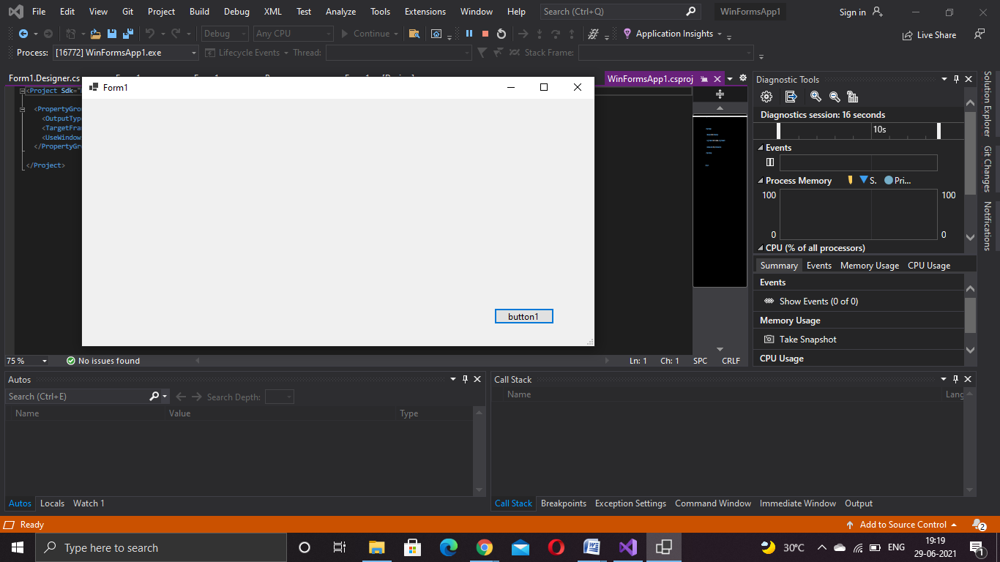 File Edit View Git Project Build Debug XML Test Analyze Tools Extensions Window Help Search (Ctrl+Q) WinFormsApp1 Sign in
Debug Any CPU Continue Application Insights Live Share
Process: [16772] WinFormsApp1.exe Lifecycle Events Thread: Stack Frame:
Form1.Designer.cs WinFormsApp1.csproj
Form1
<Project Sdk=
<PropertyGro
<OutputType
<TargetFram
<UseWindow
</PropertyGro
</Project>
button1
75 % No issues found Ln: 1 Ch: 1 SPC CRLF
Diagnostic Tools
Diagnostics session: 16 seconds
10s
Events
Process Memory S. Pri...
100 100
0 0
CPU (% of all processors)
Summary Events Memory Usage CPU Usage
Events
Show Events (0 of 0)
Memory Usage
Take Snapshot
CPU Usage
Solution Explorer
Git Changes
Notifications
Autos
Search (Ctrl+E) Search Depth:
Name Value Type
Autos Locals Watch 1
Call Stack
Name Lang
Call Stack Breakpoints Exception Settings Command Window Immediate Window Output
Ready Add to Source Control 2
Type here to search
30°C ENG 19:19
29-06-2021
1